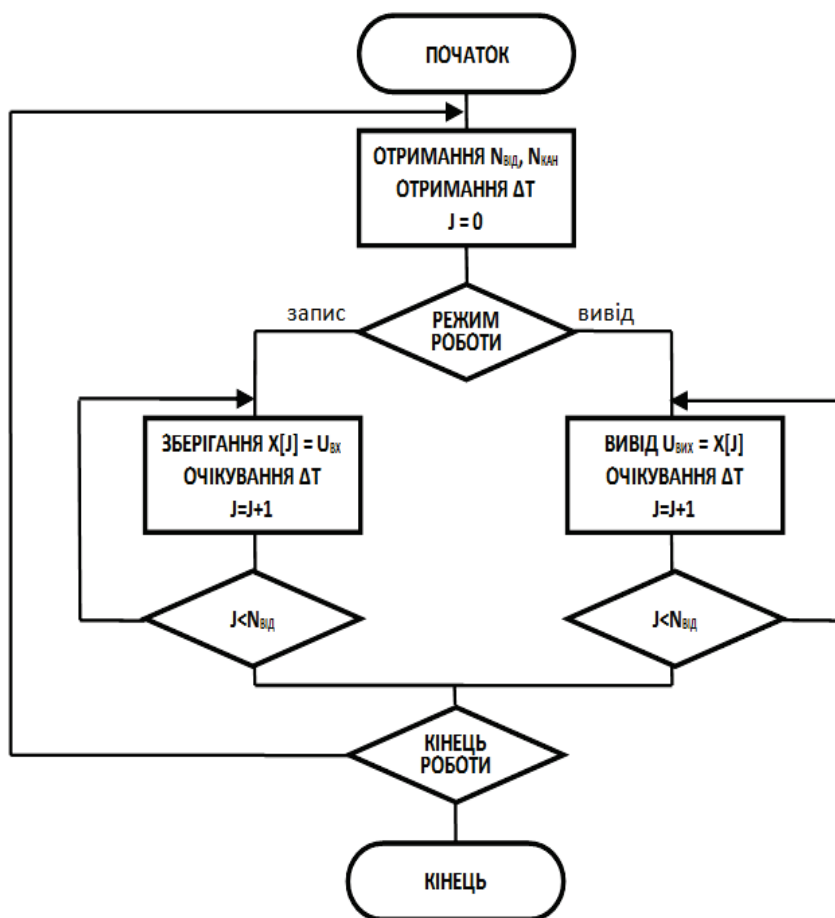 ПОЧАТОК
ОТРИМАННЯ Nвід, Nкан
ОТРИМАННЯ ΔT
J = 0
запис
РЕЖИМ
РОБОТИ
вивід
ЗБЕРІГАННЯ X[J] = Uвх
ОЧІКУВАННЯ ΔT
J=J+1
ВИВІД Uвих = X[J]
ОЧІКУВАННЯ ΔT
J=J+1
J<Nвід
J<Nвід
КІНЕЦЬ
РОБОТИ
КІНЕЦЬ